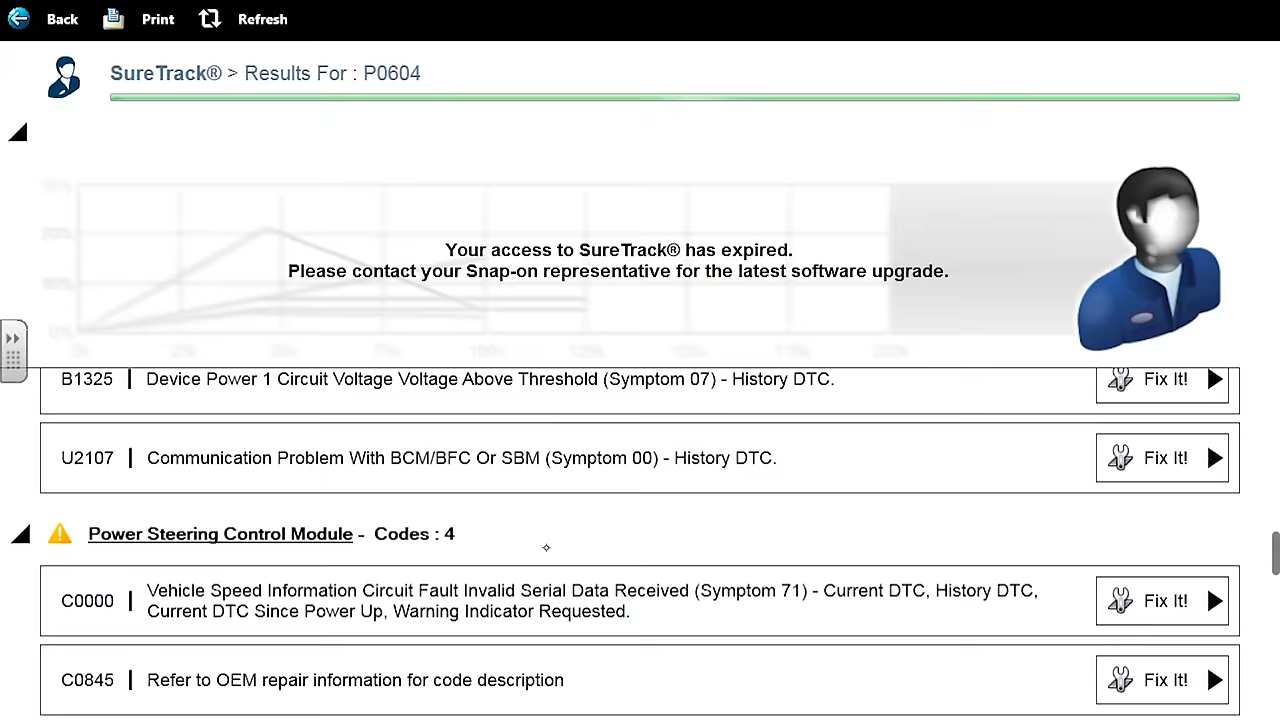 Back Print Refresh
SureTrack® > Results For : P0604
Your access to SureTrack® has expired.
Please contact your Snap-on representative for the latest software upgrade.
B1325 | Device Power 1 Circuit Voltage Voltage Above Threshold (Symptom 07) - History DTC. Fix It!
U2107 | Communication Problem With BCM/BFC Or SBM (Symptom 00) - History DTC. Fix It!
Power Steering Control Module - Codes : 4
C0000 | Vehicle Speed Information Circuit Fault Invalid Serial Data Received (Symptom 71) - Current DTC, History DTC,
Current DTC Since Power Up, Warning Indicator Requested. Fix It!
C0845 | Refer to OEM repair information for code description Fix It!